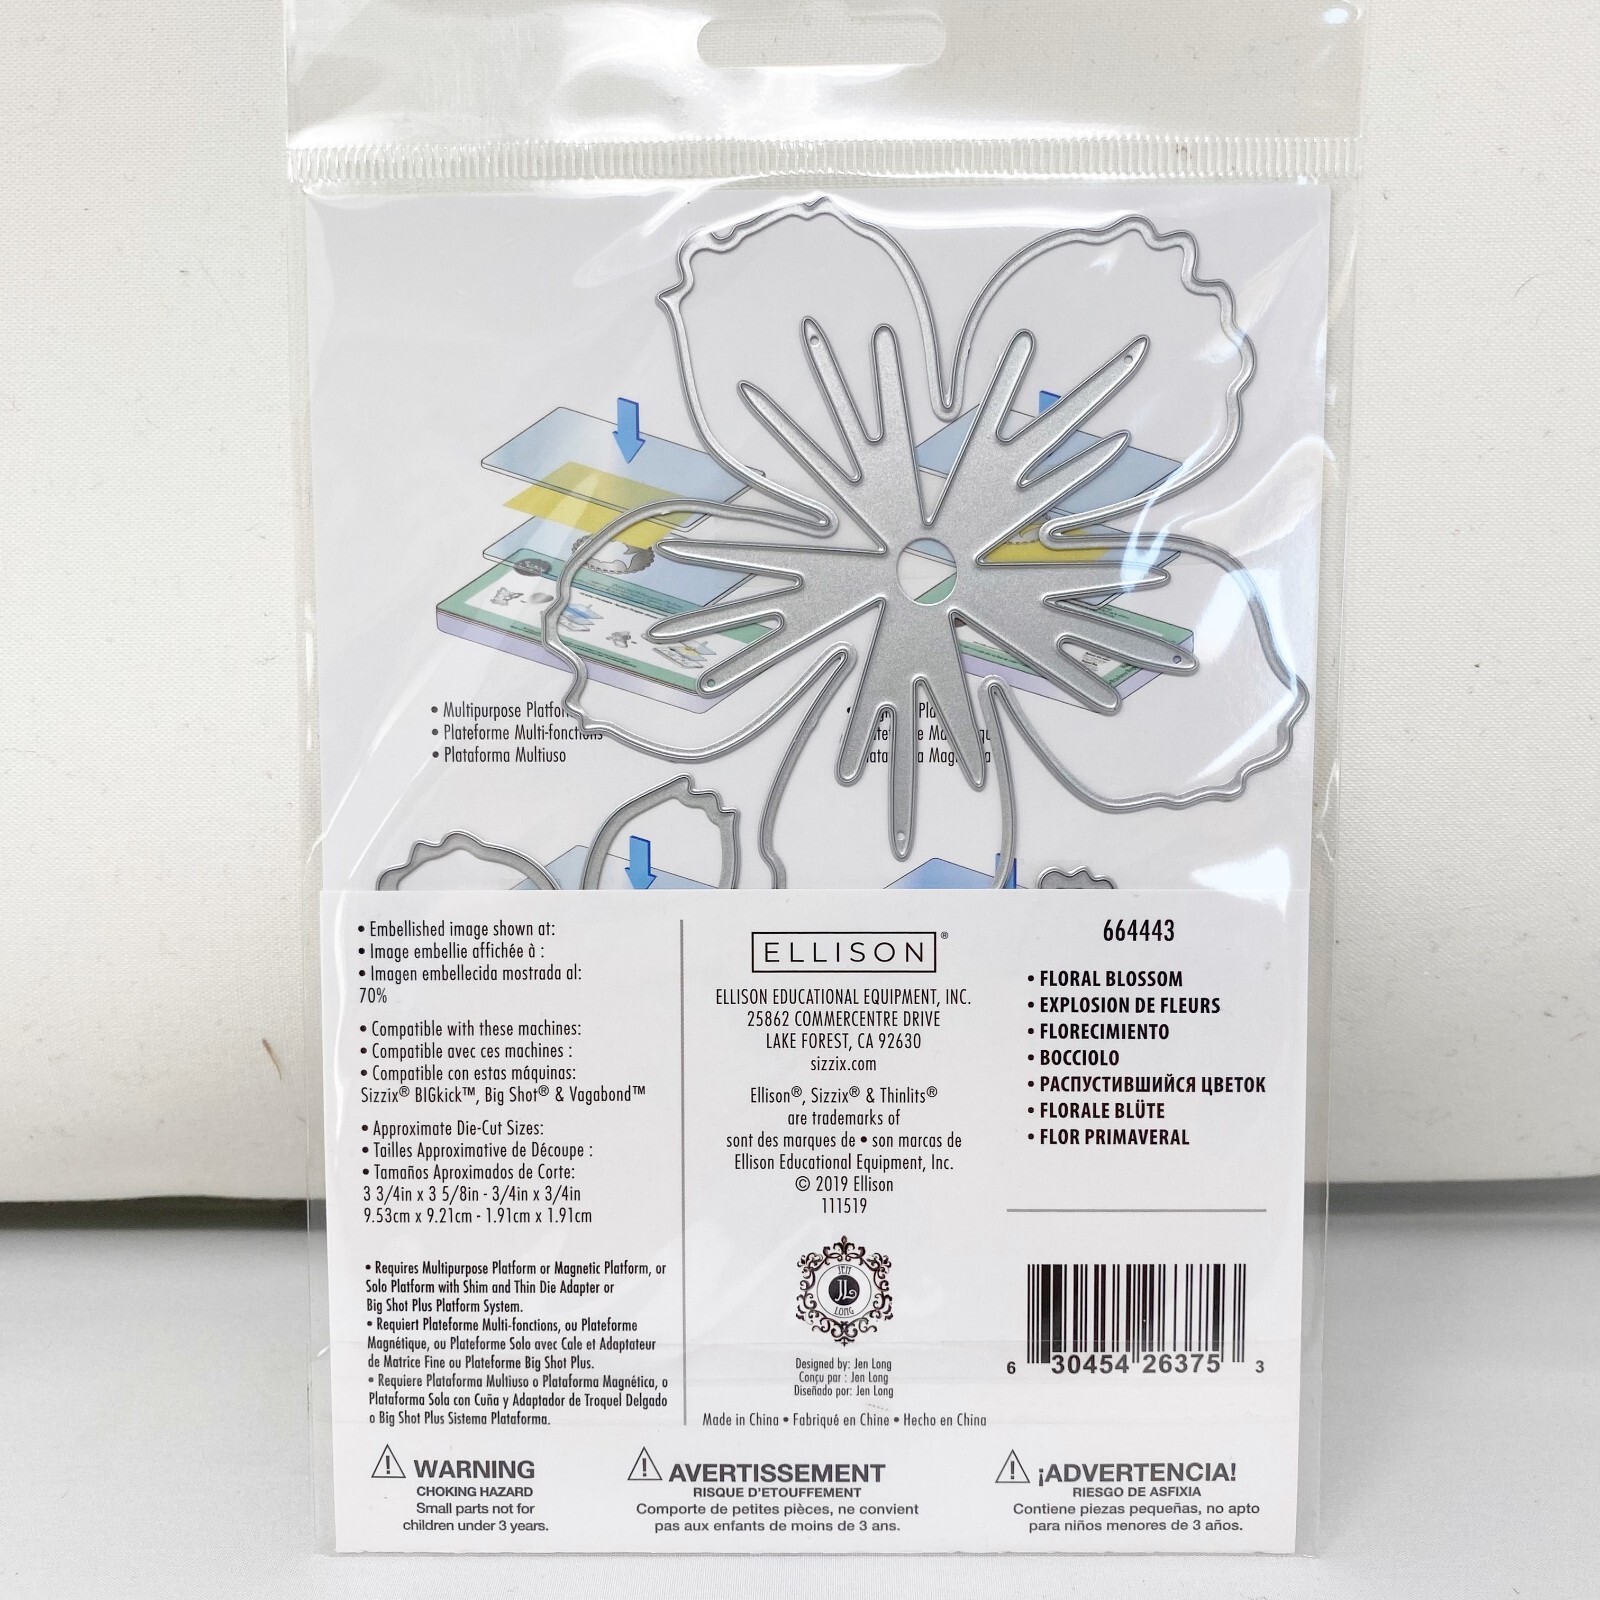 • Multipurpose
• Plateforme Multi-fonctions
• Plataforma Multiuso
• Embellished image shown at:
• Image embellie affichée à :
• Imagen embellecida mostrada al:
70%
• Compatible with these machines:
• Compatible avec ces machines :
• Compatible con estas máquinas:
Sizzix® BIGkick™, Big Shot® & Vagabond™
• Approximate Die-Cut Sizes:
• Tailles Approximative de Découpe :
• Tamaños Aproximados de Corte:
3 3/4in x 3 5/8in - 3/4in x 3/4in
9.53cm x 9.21cm - 1.91cm x 1.91cm
• Requires Multipurpose Platform or Magnetic Platform, or
Solo Platform with Shim and Thin Die Adapter or
Big Shot Plus Platform System.
• Requiert Plateforme Multi-fonctions, ou Plateforme
Magnétique, ou Plateforme Solo avec Cale et Adaptateur
de Matrice Fine ou Plateforme Big Shot Plus.
• Requiere Plataforma Multiuso o Plataforma Magnética, o
Plataforma Sola con Cuña y Adaptador de Troquel Delgado
o Big Shot Plus Sistema Plataforma.
ELLISON®
ELLISON EDUCATIONAL EQUIPMENT, INC.
25862 COMMERCENTRE DRIVE
LAKE FOREST, CA 92630
sizzix.com
Ellison®, Sizzix® & Thinlits®
are trademarks of
sont des marques de • son marcas de
Ellison Educational Equipment, Inc.
© 2019 Ellison
111519
JEN
JL
LONG
Designed by: Jen Long
Conçu par : Jen Long
Diseñado por: Jen Long
Made in China • Fabriqué en Chine • Hecho en China
664443
• FLORAL BLOSSOM
• EXPLOSION DE FLEURS
• FLORECIMIENTO
• BOCCIOLO
• РАСПУСТИВШИЙСЯ ЦВЕТОК
• FLORALE BLÜTE
• FLOR PRIMAVERAL
6 30454 26375 3
WARNING
CHOKING HAZARD
Small parts not for
children under 3 years.
AVERTISSEMENT
RISQUE D'ETOUFFEMENT
Comporte de petites pièces, ne convient
pas aux enfants de moins de 3 ans.
¡ADVERTENCIA!
RIESGO DE ASFIXIA
Contiene piezas pequeñas, no apto
para niños menores de 3 años.